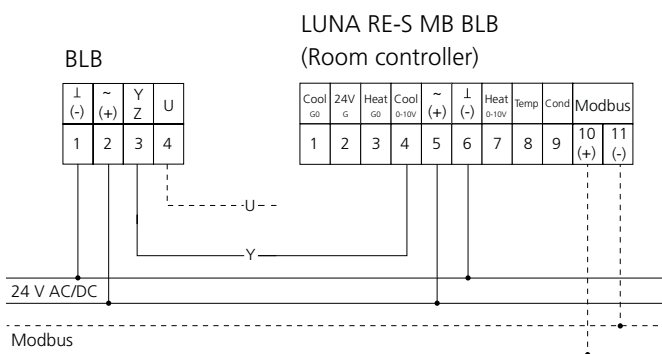 LUNA RE-S MB BLB
BLB
(Room controller)
⊥ ~ Y U
(-) (+) Z
1 2 3 4
Cool 24V Heat Cool ~ ⊥ Heat Temp Cond Modbus
G0 G G0 0-10V (+) (-) 0-10V
1 2 3 4 5 6 7 8 9 10 11
(+) (-)
U
Y
24 V AC/DC
Modbus